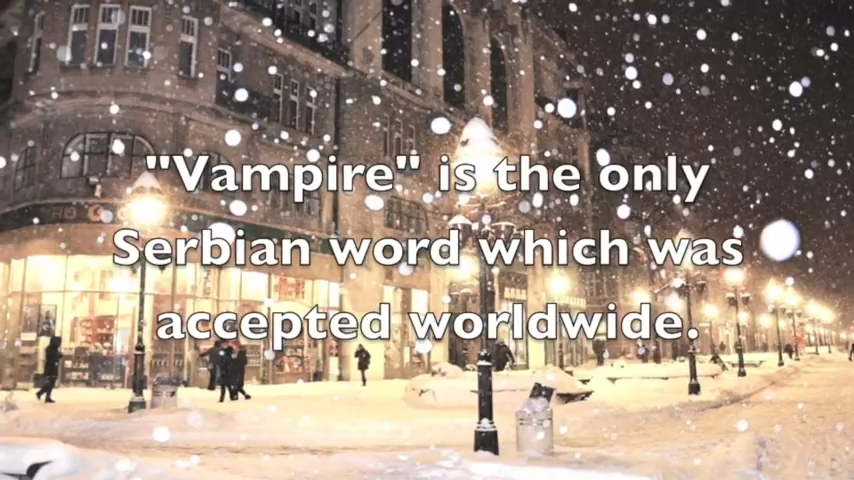 "Vampire" is the only
Serbian word which was
accepted worldwide.